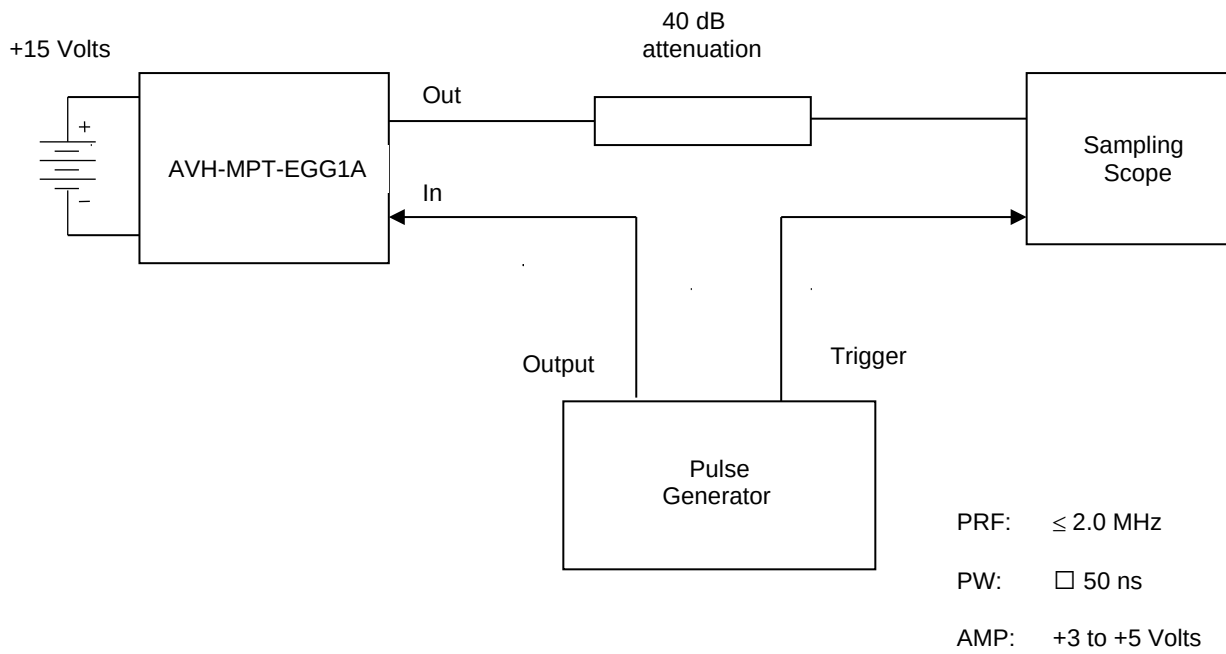 40 dB
attenuation
+15 Volts
Out
AVH-MPT-EGG1A
Sampling
Scope
In
+
−
Output
Trigger
Pulse
Generator
PRF: ≤ 2.0 MHz
PW: □ 50 ns
AMP: +3 to +5 Volts